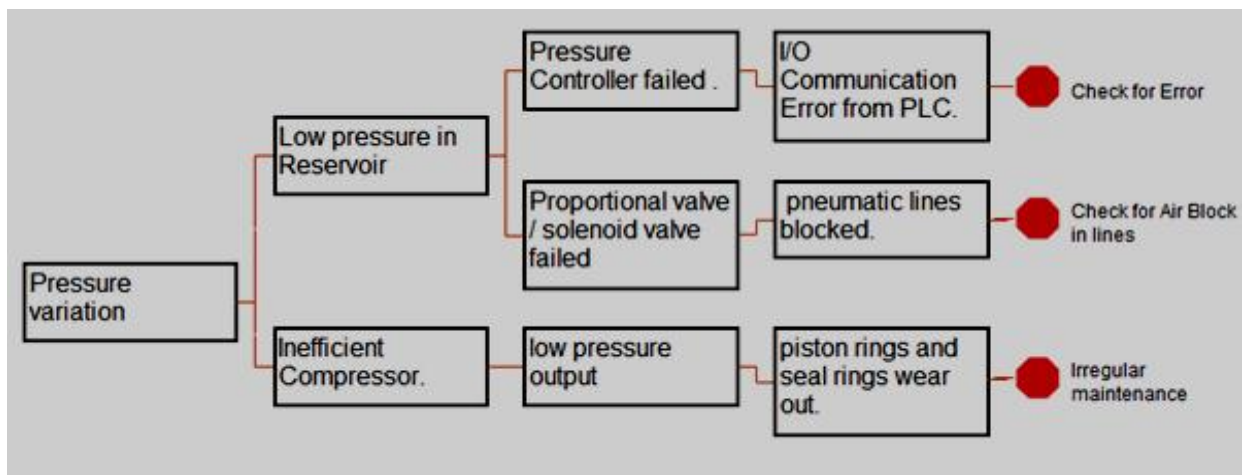 Pressure
variation
Low pressure in
Reservoir
Inefficient
Compressor.
Pressure
Controller failed .
Proportional valve
/ solenoid valve
failed
low pressure
output
I/O
Communication
Error from PLC.
pneumatic lines
blocked.
piston rings and
seal rings wear
out.
Check for Error
Check for Air Block
in lines
Irregular
maintenance